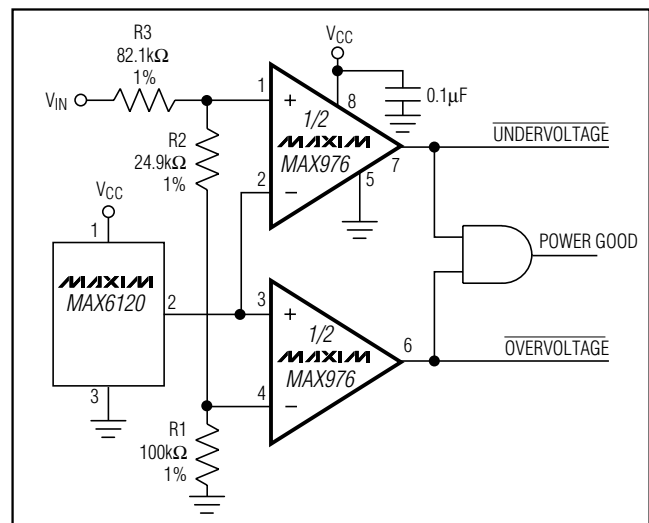 R3
82.1kΩ
1%
VIN
R2
24.9kΩ
1%
VCC
8
0.1µF
1
+
1/2
MAXIM
MAX976
7
2
−
5
UNDERVOLTAGE
VCC
1
MAXIM
MAX6120
2
3
POWER GOOD
3
+
1/2
MAXIM
MAX976
6
4
−
OVERVOLTAGE
R1
100kΩ
1%